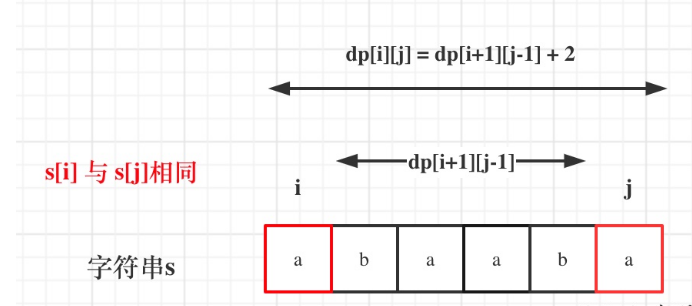 dp[i][j] = dp[i+1][j-1] + 2
s[i] 与 s[j]相同
dp[i+1][j-1]
i
j
字符串s
a b a a b a